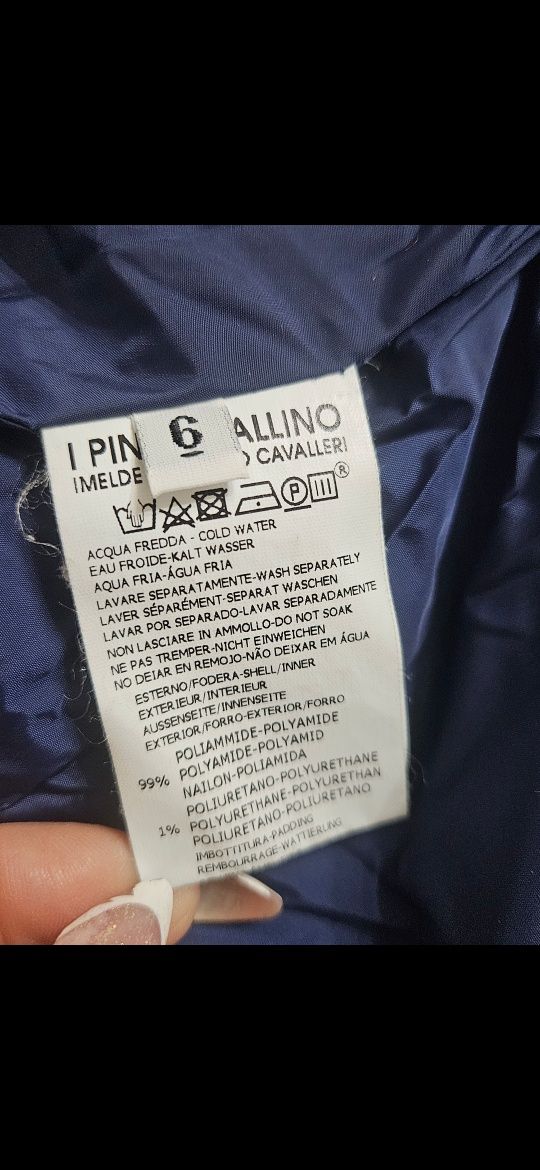 6
I PIN ALLINO
IMELDE O CAVALLERI
®
ACQUA FREDDA - COLD WATER
EAU FROIDE-KALT WASSER
AQUA FRIA-ÁGUA FRIA
LAVARE SEPARATAMENTE-WASH SEPARATELY
LAVER SÉPARÉMENT-SEPARAT WASCHEN
LAVAR POR SEPARADO-LAVAR SEPARADAMENTE
NON LASCIARE IN AMMOLLO-DO NOT SOAK
NE PAS TREMPER-NICHT EINWEICHEN
NO DEIAR EN REMOJO-NÃO DEIXAR EM ÁGUA
ESTERNO/FODERA-SHELL/INNER
EXTERIEUR/INTERIEUR
AUSSENSEITE/INNENSEITE
EXTERIOR/FORRO-EXTERIOR/FORRO
POLIAMMIDE-POLYAMIDE
99% POLYAMIDE-POLYAMID
NAILON-POLIAMIDA
POLIURETANO-POLYURETHANE
1% POLYURETHANE-POLYURETHAN
POLIURETANO-POLIURETANO
IMBOTTITURA-PADDING
REMBOURRAGE-WATTIERUNG